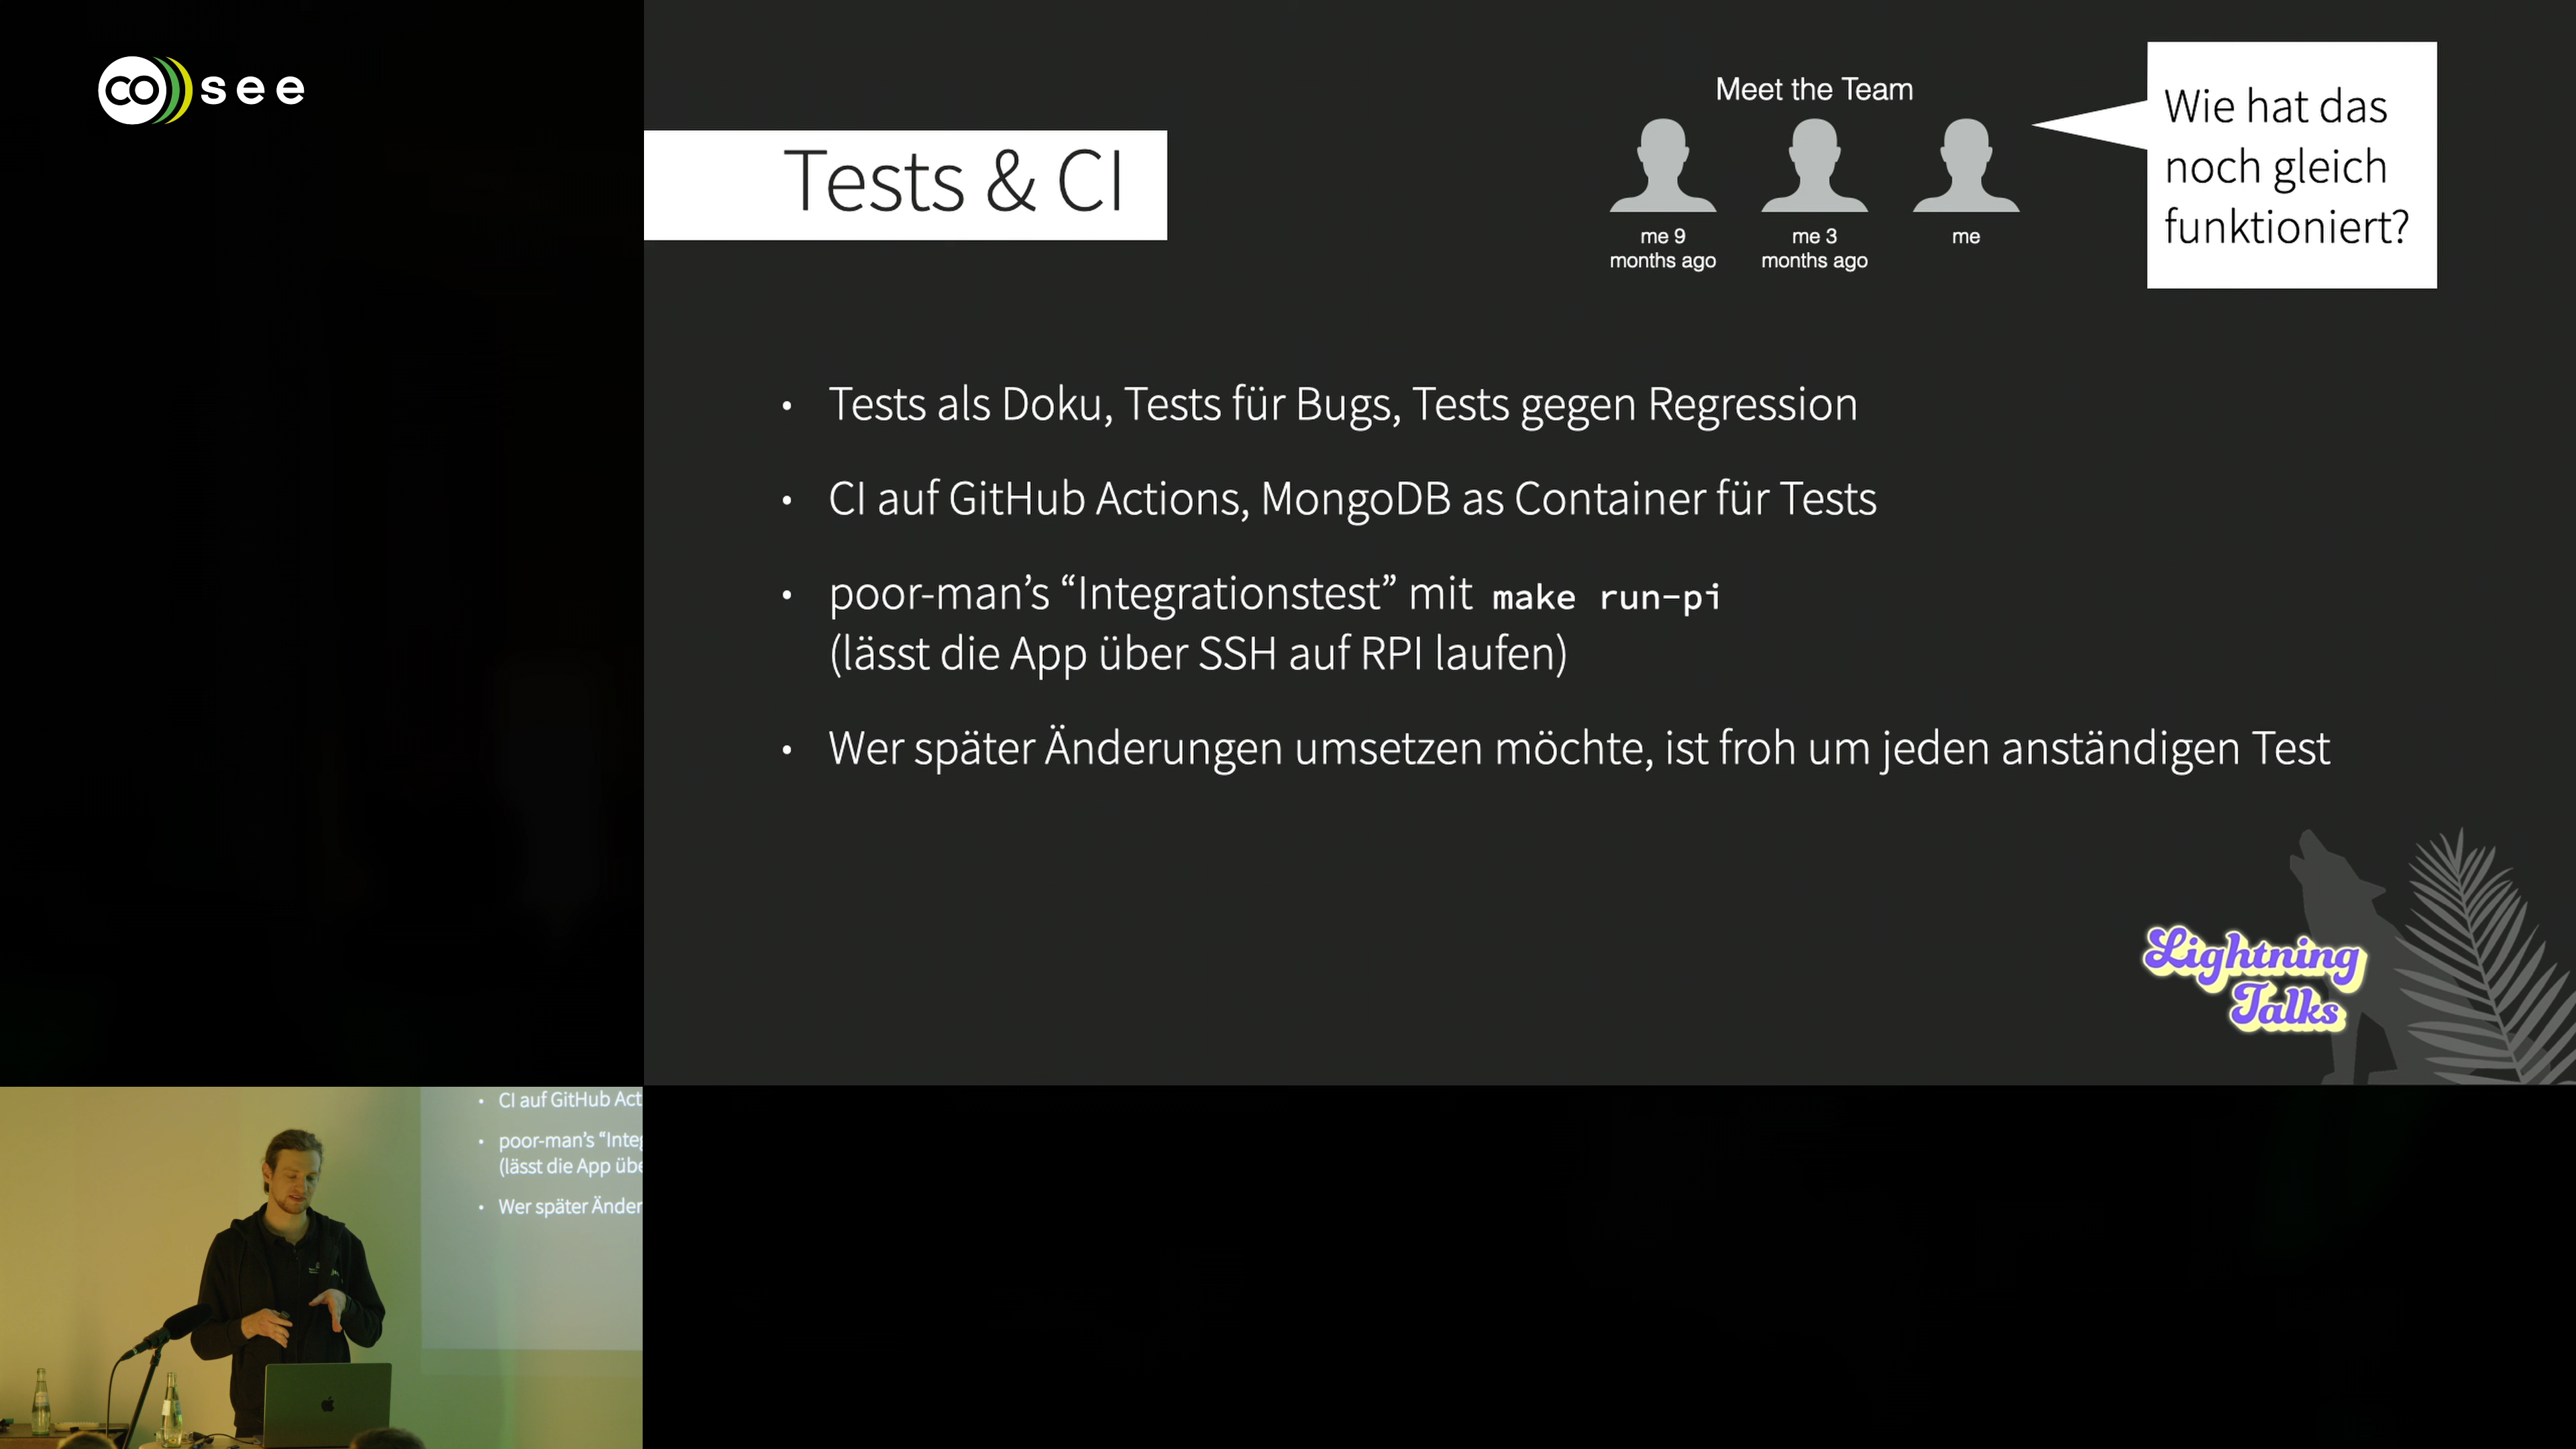 co see
Tests & CI
Meet the Team
me 9
months ago
me 3
months ago
me
Wie hat das
noch gleich
funktioniert?
• Tests als Doku, Tests für Bugs, Tests gegen Regression
• CI auf GitHub Actions, MongoDB as Container für Tests
• poor-man’s “Integrationstest” mit make run-pi
(lässt die App über SSH auf RPI laufen)
• Wer später Änderungen umsetzen möchte, ist froh um jeden anständigen Test
Lightning
Talks
• CI auf GitHub Act
• poor-man’s “Integ
(lässt die App übe
• Wer später Änder